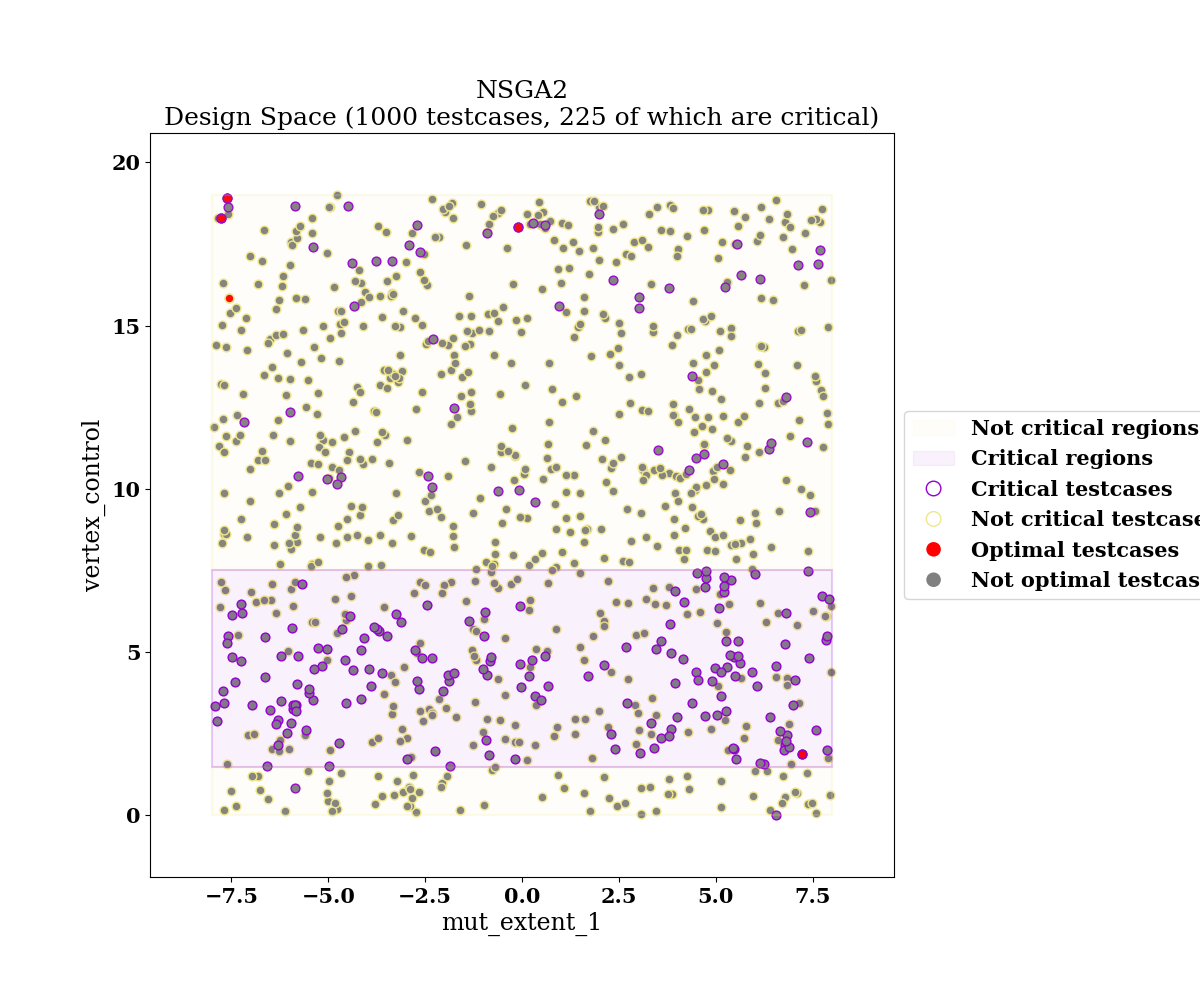 NSGA2
Design Space (1000 testcases, 225 of which are critical)
20
15
10
5
0
vertex_control
−7.5
−5.0
−2.5
0.0
2.5
5.0
7.5
mut_extent_1
Not critical regions
Critical regions
Critical testcases
Not critical testcase
Optimal testcases
Not optimal testcas